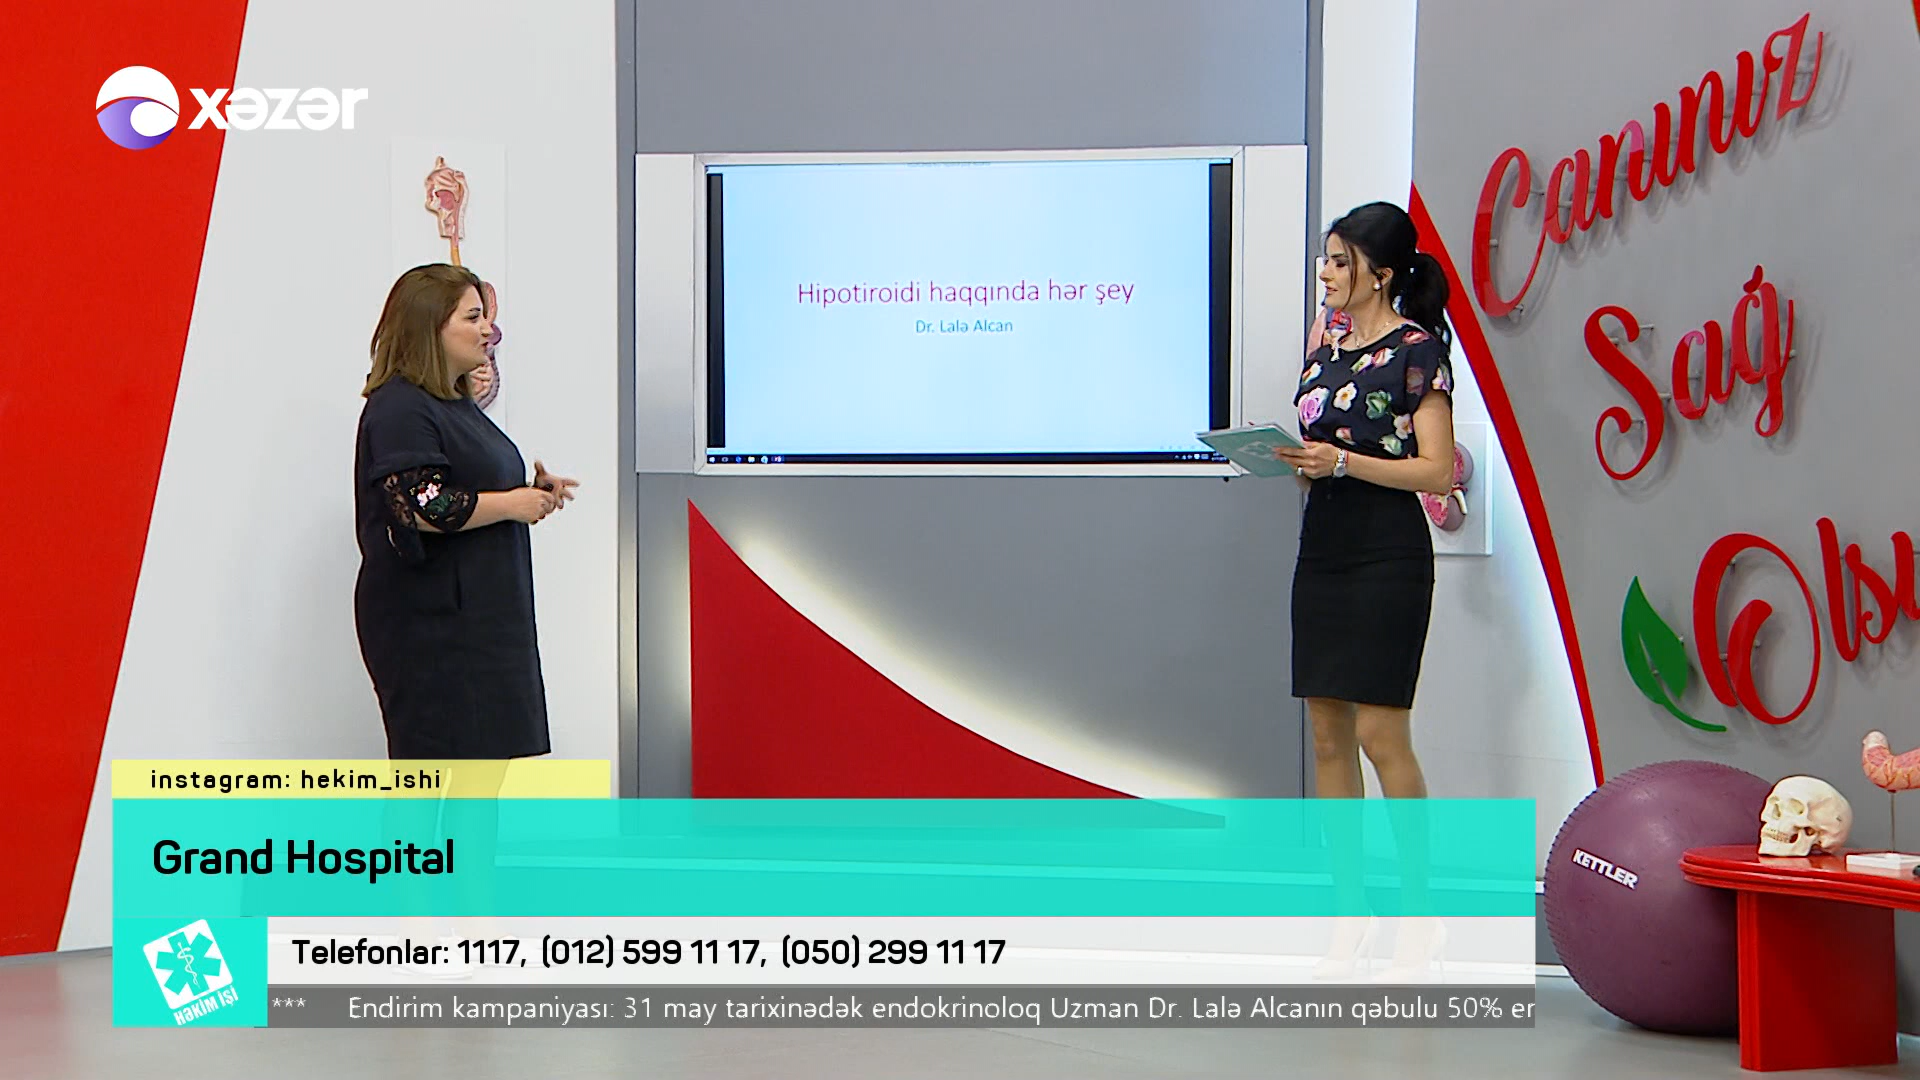 xəzər
Canınız
Sağ
Hipotiroidi haqqında hər şey
Dr. Lalə Alcan
instagram: hekim_ishi
Grand Hospital
KETTLER
Telefonlar: 1117, (012) 599 11 17, (050) 299 11 17
HƏKİM İŞİ
*** Endirim kampaniyası: 31 may tarixinədək endokrinoloq Uzman Dr. Lalə Alcanın qəbulu 50% en